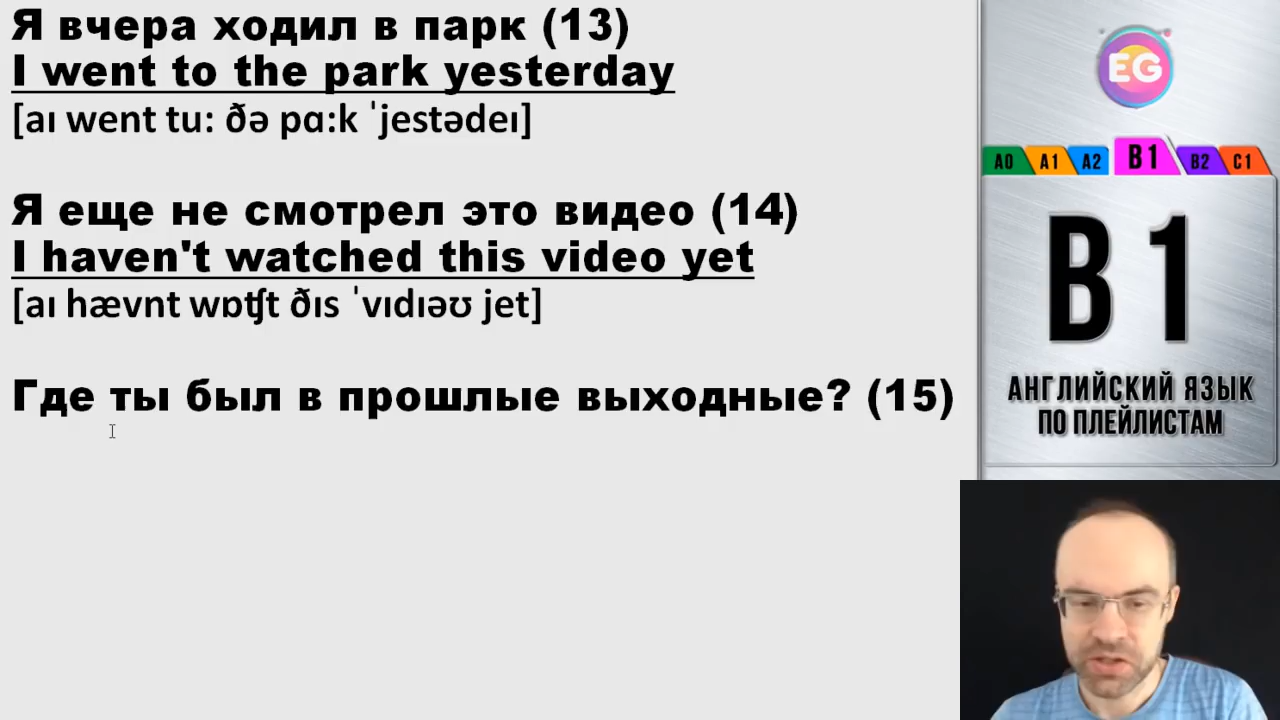 Я вчера ходил в парк (13)
I went to the park yesterday
[aɪ went tu: ðə pɑ:k ˈjestədeɪ]
Я еще не смотрел это видео (14)
I haven't watched this video yet
[aɪ hævnt wɒʧt ðɪs ˈvɪdɪəʊ jet]
Где ты был в прошлые выходные? (15)
EG
A0 A1 A2 B1 B2 C1
B1
АНГЛИЙСКИЙ ЯЗЫК
ПО ПЛЕЙЛИСТАМ